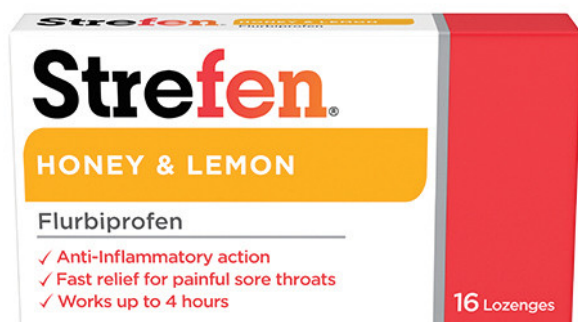 Strefen. HONEY & LEMON
Flurbiprofen
Strefen®
HONEY & LEMON
Flurbiprofen
✓ Anti-Inflammatory action
✓ Fast relief for painful sore throats
✓ Works up to 4 hours
16 Lozenges